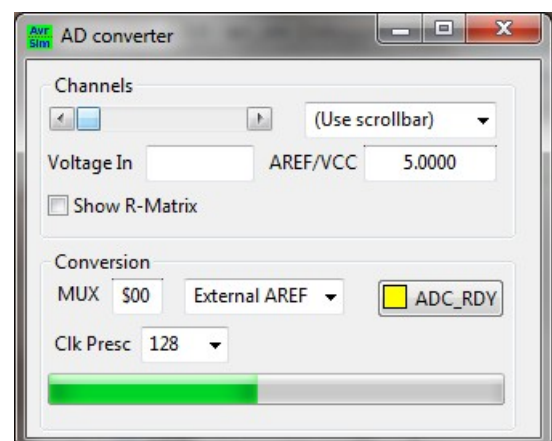 Avr Sim AD converter
Channels
(Use scrollbar)
Voltage In AREF/VCC 5.0000
Show R-Matrix
Conversion
MUX $00 External AREF ADC_RDY
Clk Presc 128